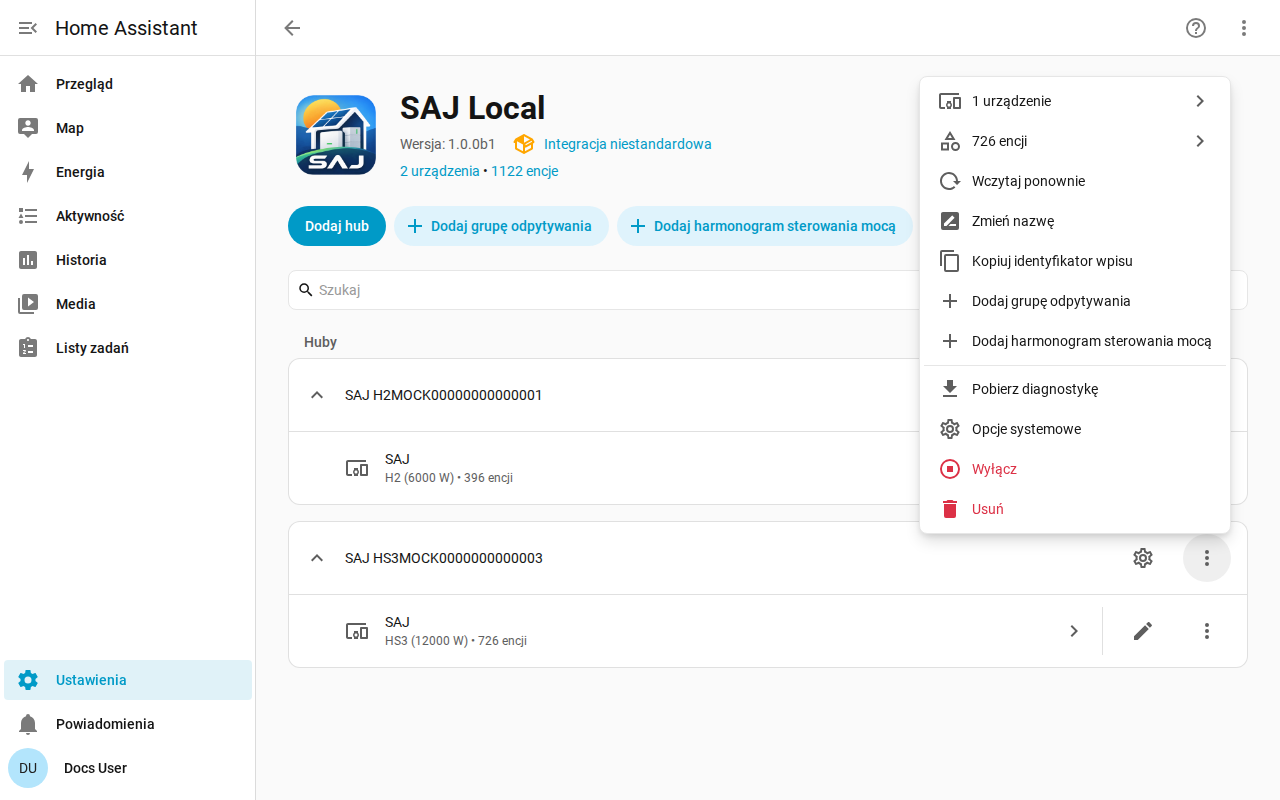 Home Assistant
Przegląd
Map
Energia
Aktywność
Historia
Media
Listy zadań
Ustawienia
Powiadomienia
DU
Docs User
SAJ
SAJ Local
Wersja: 1.0.0b1
Integracja niestandardowa
2 urządzenia • 1122 encje
Dodaj hub
Dodaj grupę odpytywania
Dodaj harmonogram sterowania mocą
Szukaj
Huby
SAJ H2MOCK00000000000001
SAJ
H2 (6000 W) • 396 encji
SAJ HS3MOCK0000000000003
SAJ
HS3 (12000 W) • 726 encji
1 urządzenie
726 encji
Wczytaj ponownie
Zmień nazwę
Kopiuj identyfikator wpisu
Dodaj grupę odpytywania
Dodaj harmonogram sterowania mocą
Pobierz diagnostykę
Opcje systemowe
Wyłącz
Usuń